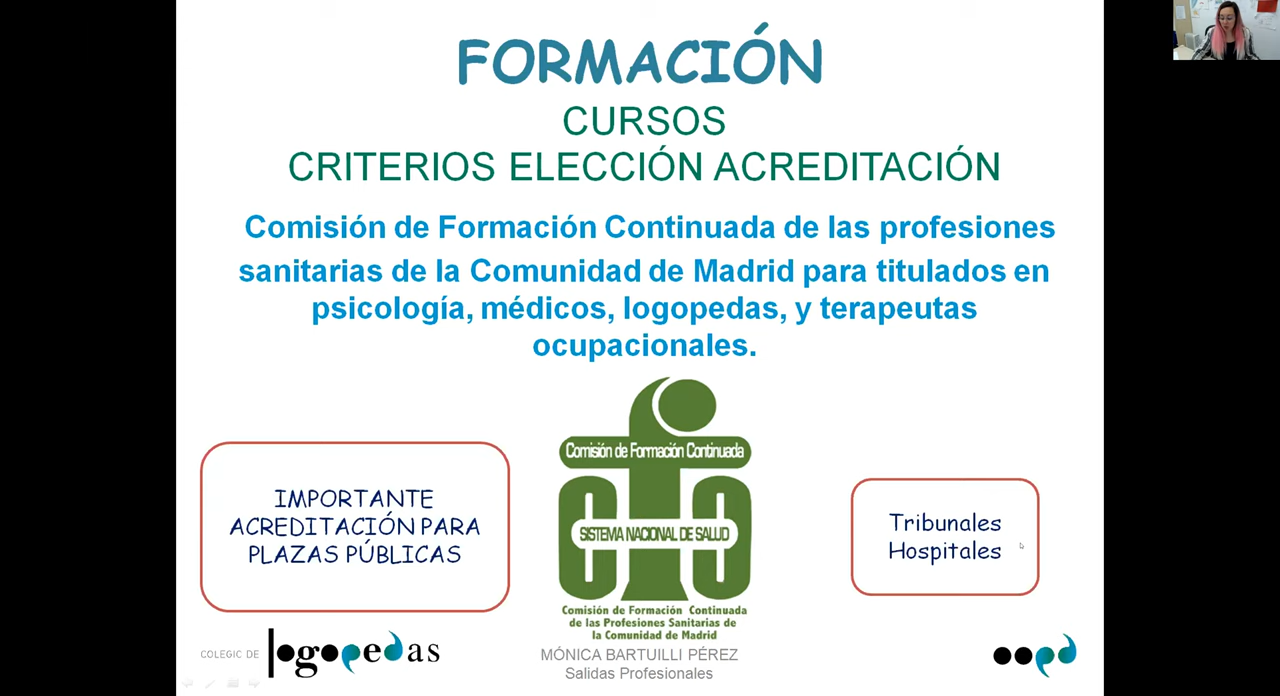 FORMACIÓN
CURSOS
CRITERIOS ELECCIÓN ACREDITACIÓN
Comisión de Formación Continuada de las profesiones
sanitarias de la Comunidad de Madrid para titulados en
psicología, médicos, logopedas, y terapeutas
ocupacionales.
IMPORTANTE
ACREDITACIÓN PARA
PLAZAS PÚBLICAS
Comisión de Formación Continuada
SISTEMA NACIONAL DE SALUD
Comisión de Formación Continuada
de las Profesiones Sanitarias de
la Comunidad de Madrid
Tribunales
Hospitales
COLEGIC DE logopedas
MÓNICA BARTUILLI PÉREZ
Salidas Profesionales